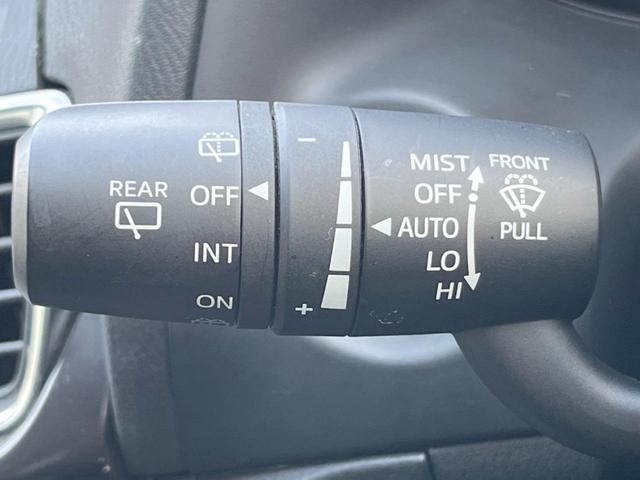 REAR
OFF
INT
ON
−
+
MIST
OFF
AUTO
LO
HI
FRONT
PULL